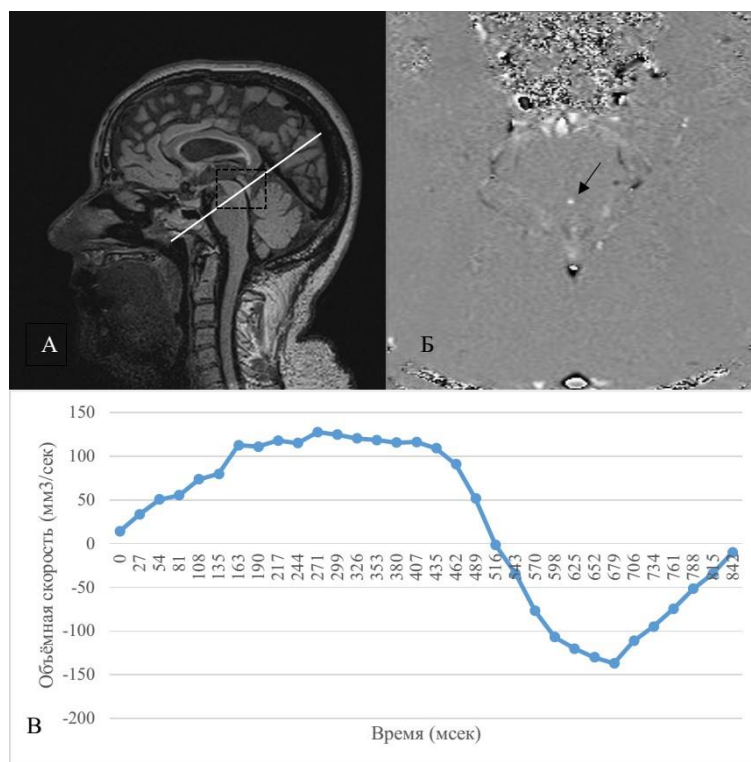 А
Б
150
100
50
0
-50
-100
-150
-200
Объёмная скорость (мм3/сек)
0 27 54 81 108 135 163 190 217 244 271 299 326 353 380 407 435 462 489 516 543 570 598 625 652 679 706 734 761 788 815 842
В
Время (мсек)